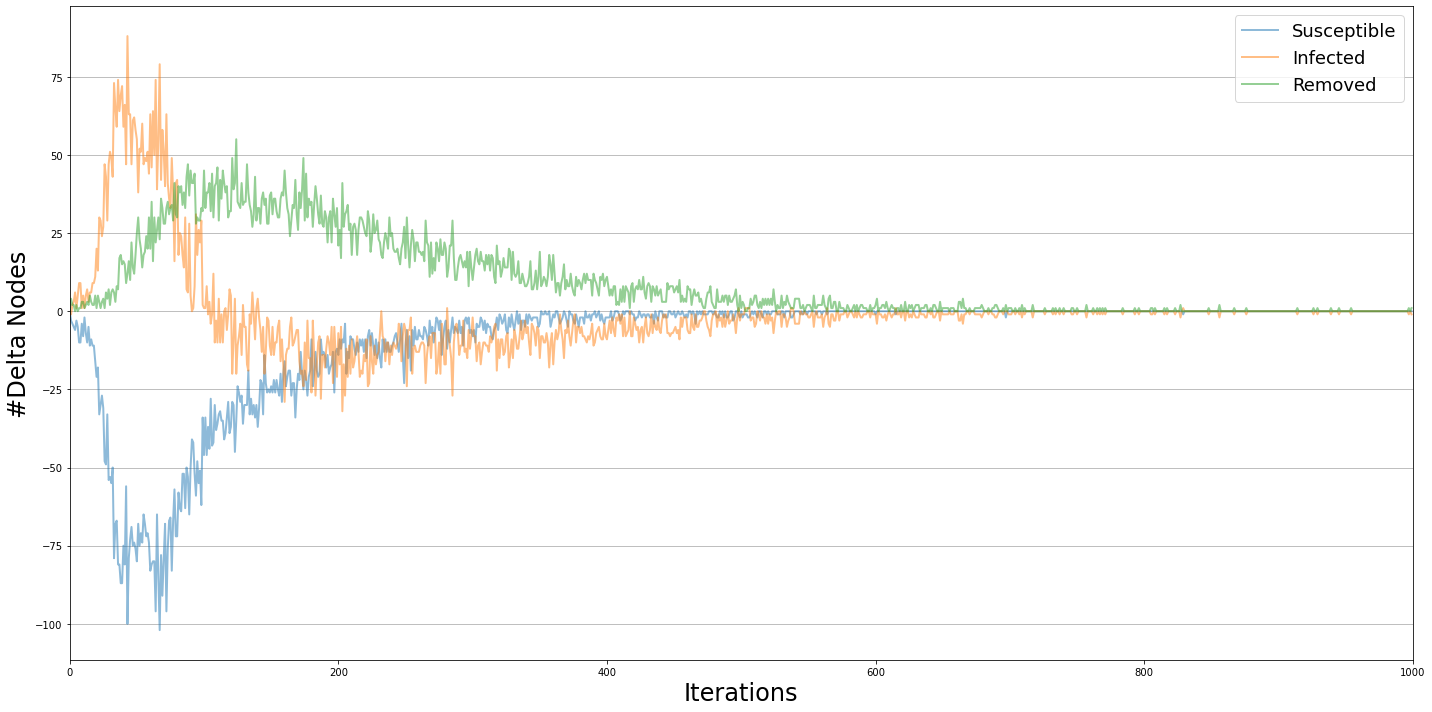 Susceptible
Infected
Removed
#Delta Nodes
75
50
25
0
−25
−50
−75
−100
0 200 400 600 800 1000
Iterations